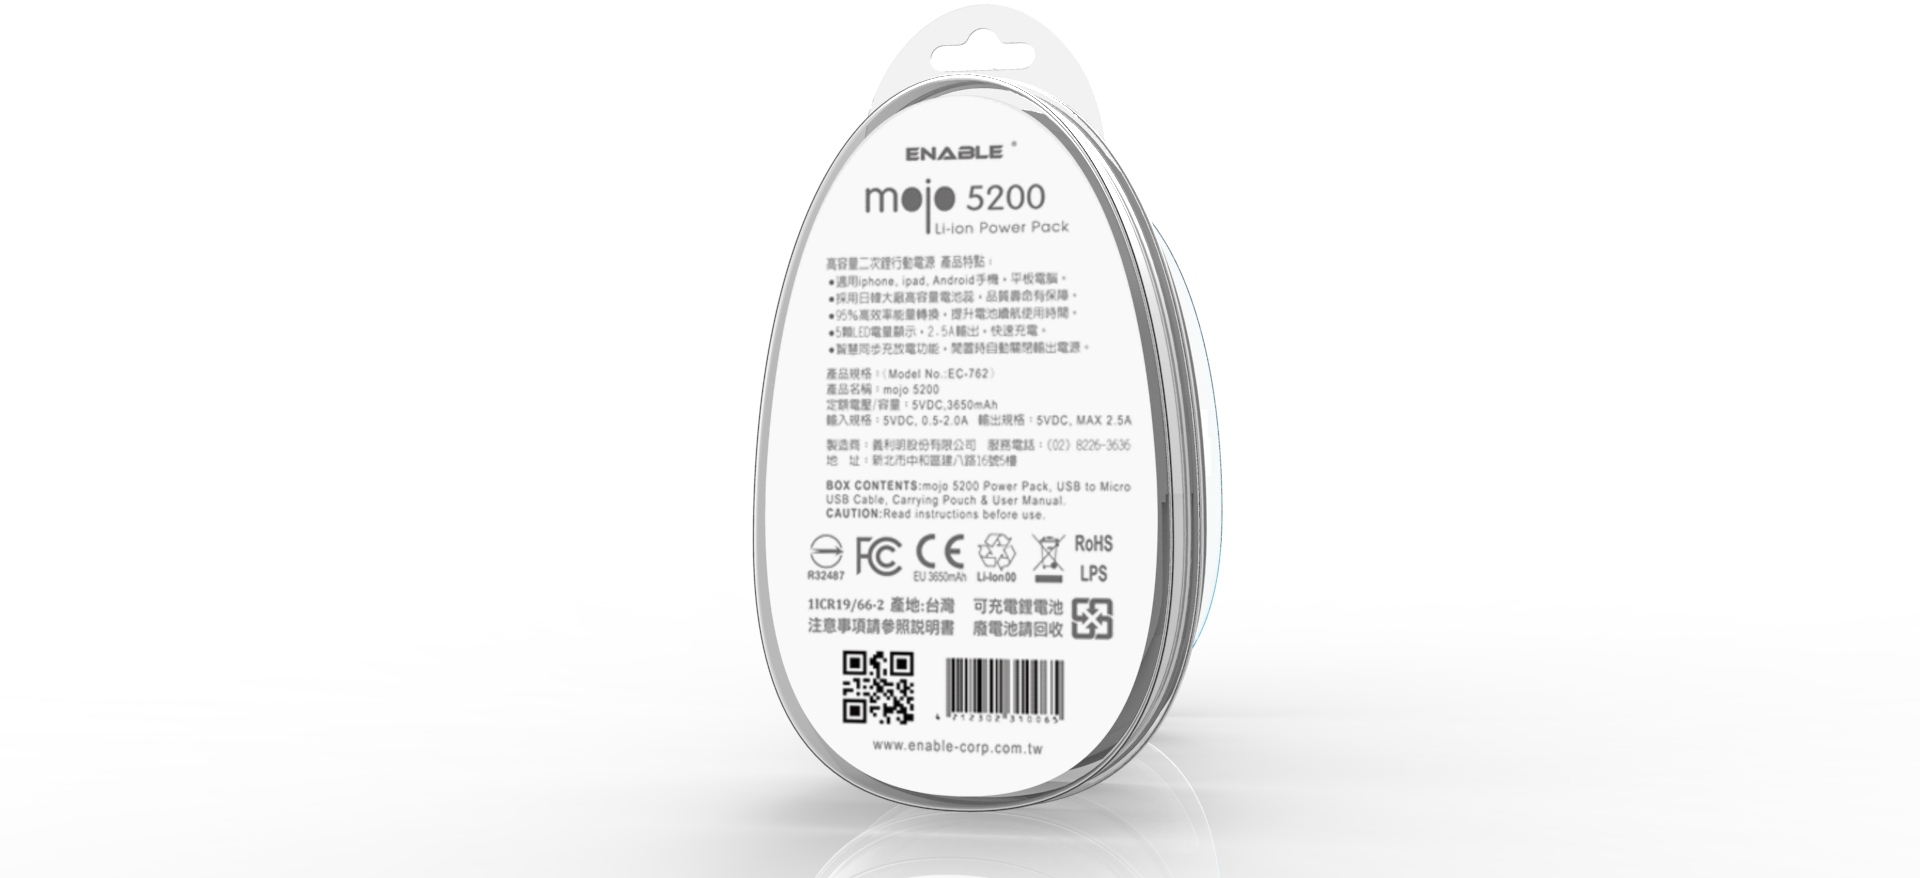 ENABLE®
mojo 5200
Li-ion Power Pack
高容量二次鋰行動電源 產品特點：
●適用iphone, ipad, Android手機，平板電腦。
●採用日韓大廠高容量電池蕊，品質壽命有保障。
●95%高效率能量轉換，提升電池續航使用時間。
●5顆LED電量顯示，2.5A輸出，快速充電。
●智慧同步充放電功能，閒置時自動關閉輸出電源。
產品規格：（Model No.:EC-762）
產品名稱：mojo 5200
定額電壓/容量：5VDC,3650mAh
輸入規格：5VDC, 0.5-2.0A 輸出規格：5VDC, MAX 2.5A
製造商：義利明股份有限公司 服務電話：(02) 8226-3636
地 址：新北市中和區建八路16號5樓
BOX CONTENTS:mojo 5200 Power Pack, USB to Micro
USB Cable, Carrying Pouch & User Manual.
CAUTION:Read instructions before use.
FC CE RoHS
R32487 EU 3650mAh Li-Ion 00 LPS
1ICR19/66-2 產地:台灣 可充電鋰電池
注意事項請參照說明書 廢電池請回收
4 712302 310065
www.enable-corp.com.tw